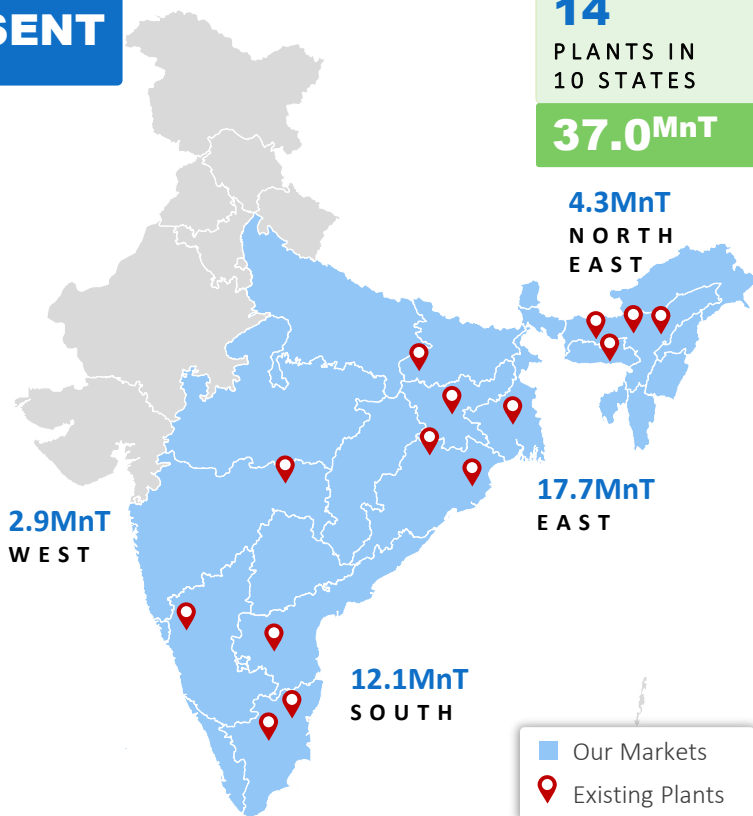 SENT
14
PLANTS IN
10 STATES
37.0MnT
4.3MnT
NORTH
EAST
17.7MnT
EAST
2.9MnT
WEST
12.1MnT
SOUTH
Our Markets
Existing Plants